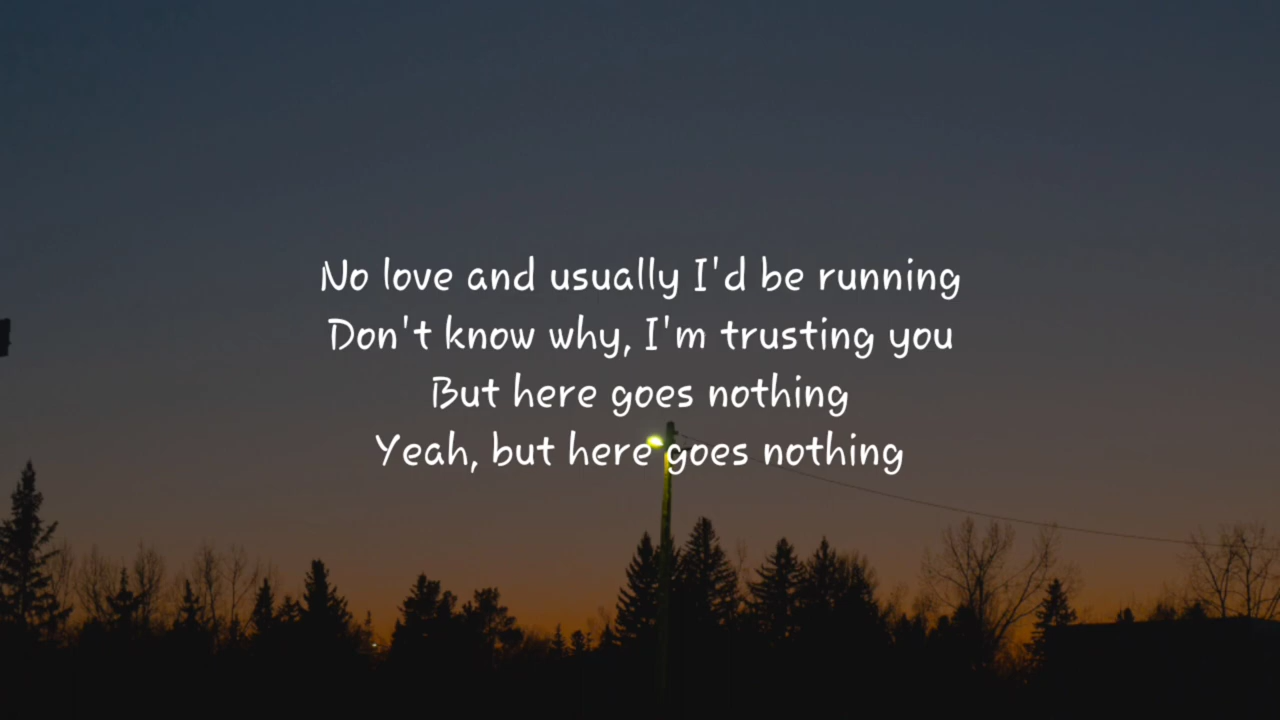 No love and usually I'd be running
Don't know why, I'm trusting you
But here goes nothing
Yeah, but here goes nothing